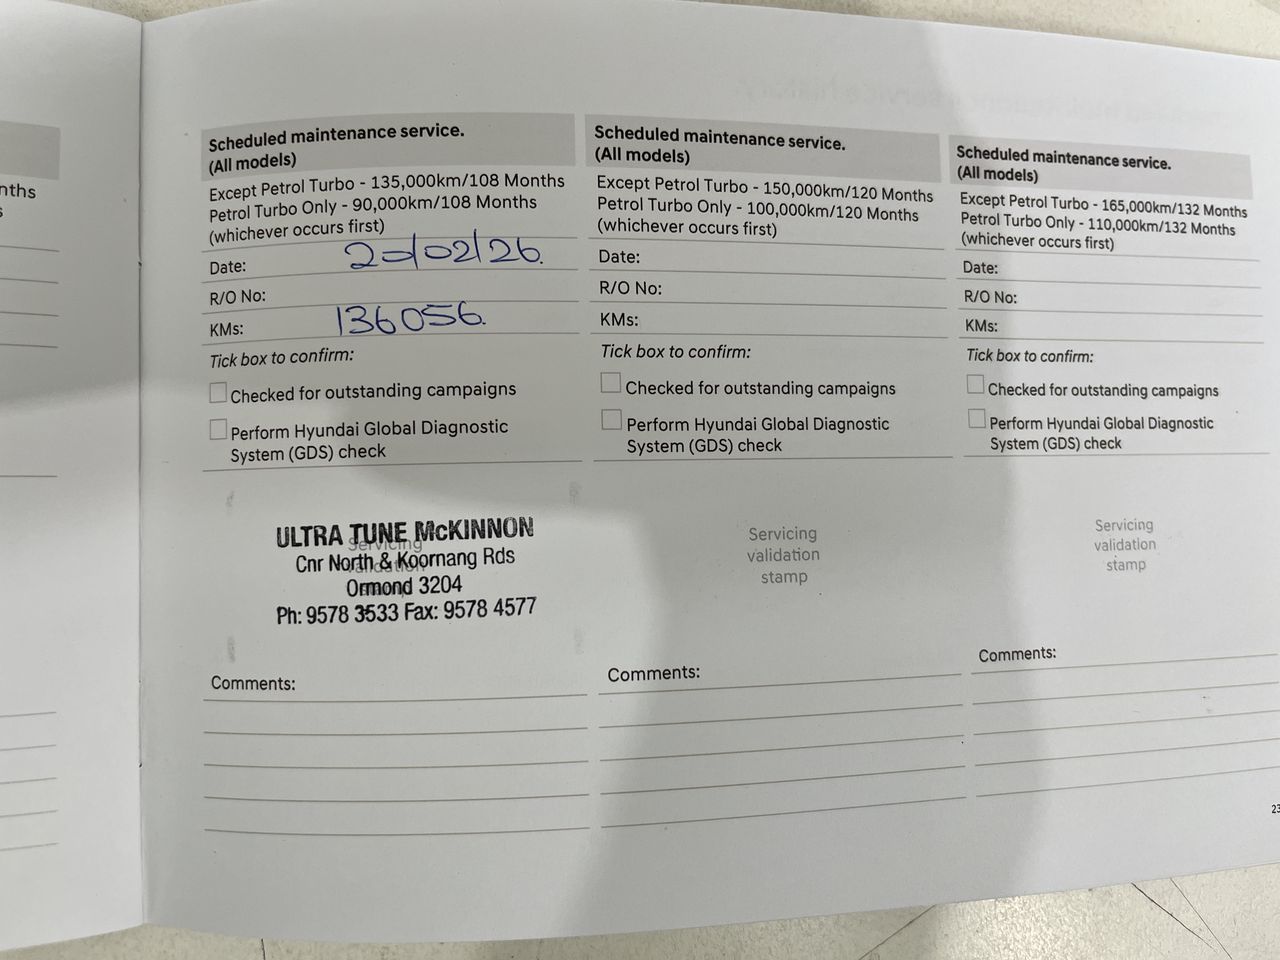 nths
s
Scheduled maintenance service.
(All models)
Except Petrol Turbo - 135,000km/108 Months
Petrol Turbo Only - 90,000km/108 Months
(whichever occurs first)
Date: 20/02/26.
R/O No:
KMs: 136056.
Tick box to confirm:
Checked for outstanding campaigns
Perform Hyundai Global Diagnostic
System (GDS) check
Servicing
validation
ULTRA TUNE McKINNON
Cnr North & Koornang Rds
Ormond 3204
Ph: 9578 3533 Fax: 9578 4577
Comments:
Scheduled maintenance service.
(All models)
Except Petrol Turbo - 150,000km/120 Months
Petrol Turbo Only - 100,000km/120 Months
(whichever occurs first)
Date:
R/O No:
KMs:
Tick box to confirm:
Checked for outstanding campaigns
Perform Hyundai Global Diagnostic
System (GDS) check
Servicing
validation
stamp
Comments:
Scheduled maintenance service.
(All models)
Except Petrol Turbo - 165,000km/132 Months
Petrol Turbo Only - 110,000km/132 Months
(whichever occurs first)
Date:
R/O No:
KMs:
Tick box to confirm:
Checked for outstanding campaigns
Perform Hyundai Global Diagnostic
System (GDS) check
Servicing
validation
stamp
Comments:
23